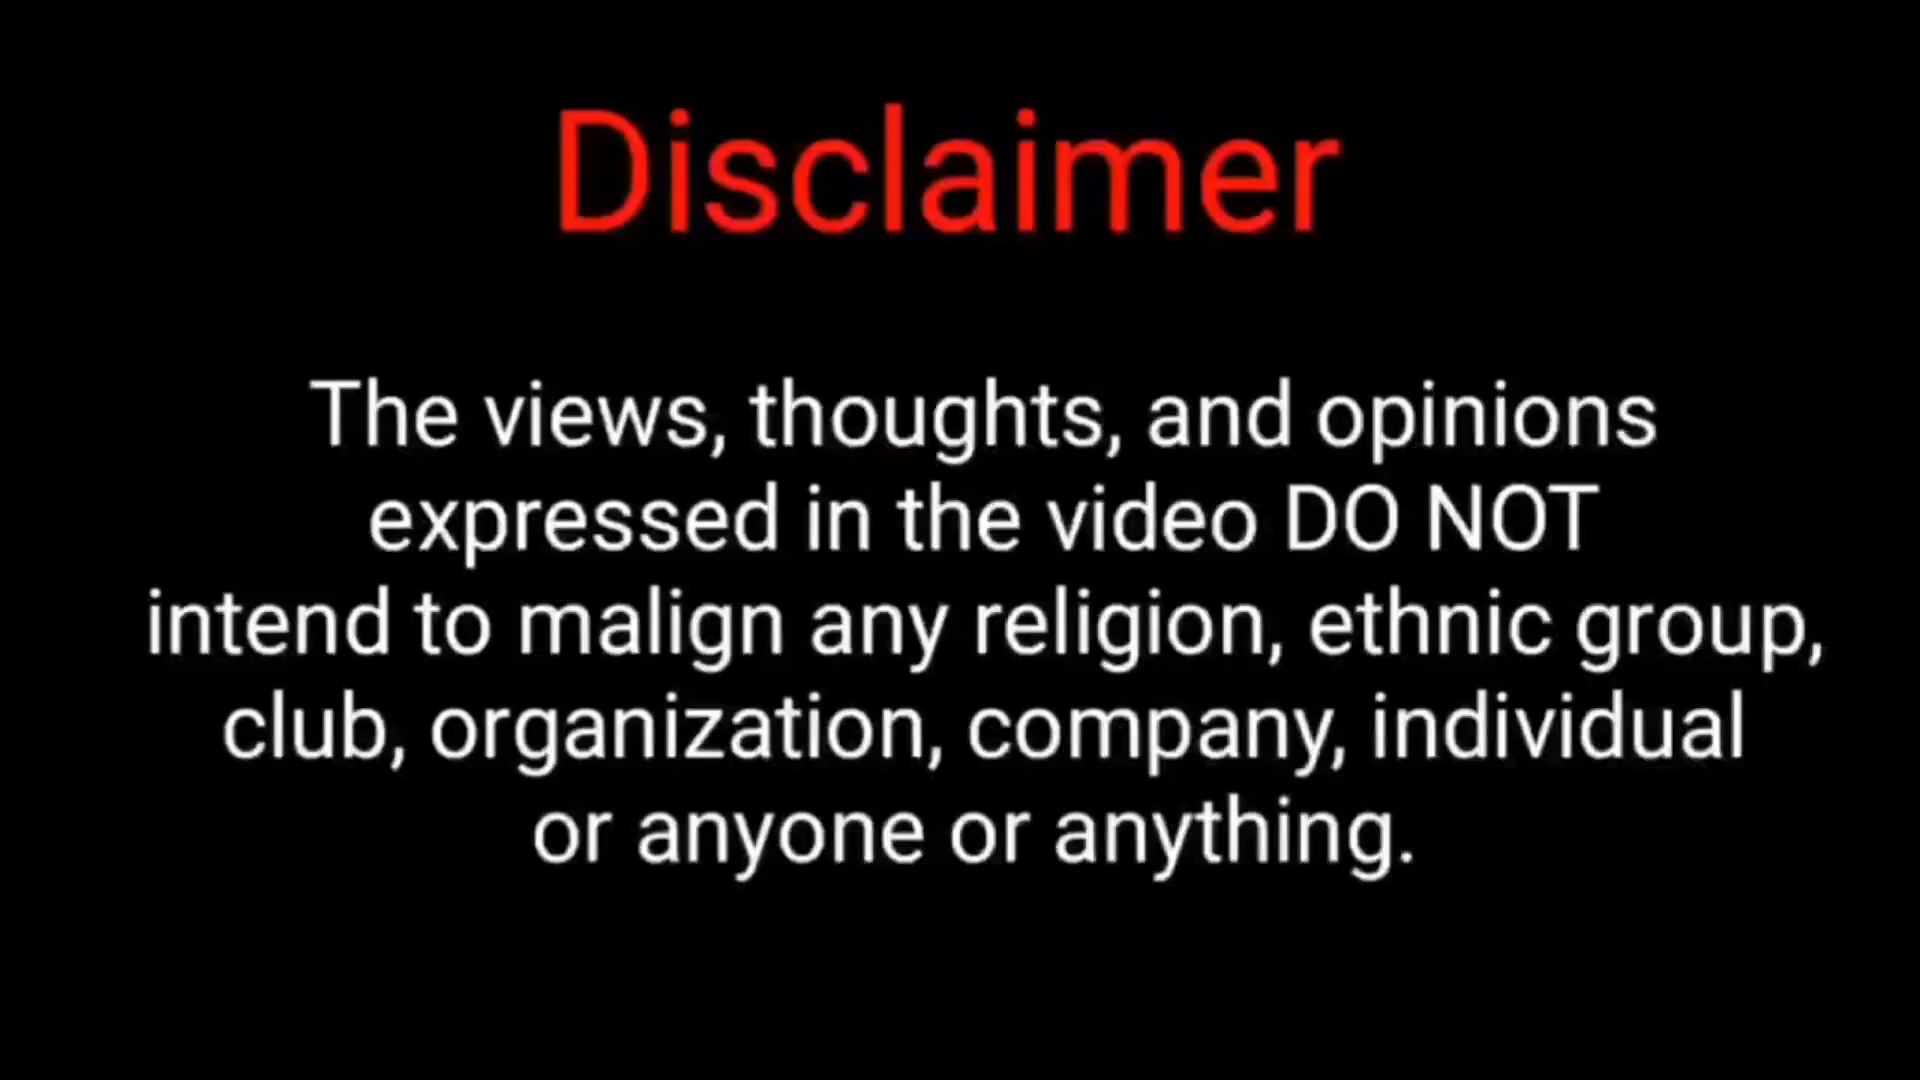 Disclaimer
The views, thoughts, and opinions
expressed in the video DO NOT
intend to malign any religion, ethnic group,
club, organization, company, individual
or anyone or anything.